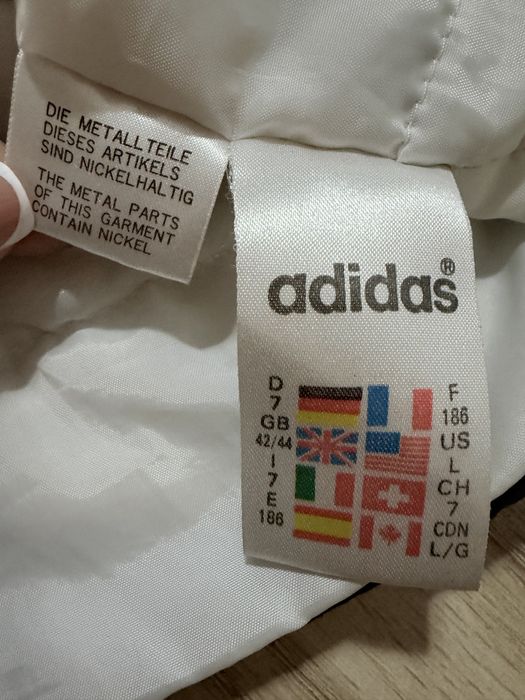 DIE METALLTEILE
DIESES ARTIKELS
SIND NICKELHALTIG
THE METAL PARTS
OF THIS GARMENT
CONTAIN NICKEL
adidas®
D
7
GB
42/44
I
7
E
186
F
186
US
L
CH
7
CDN
L/G